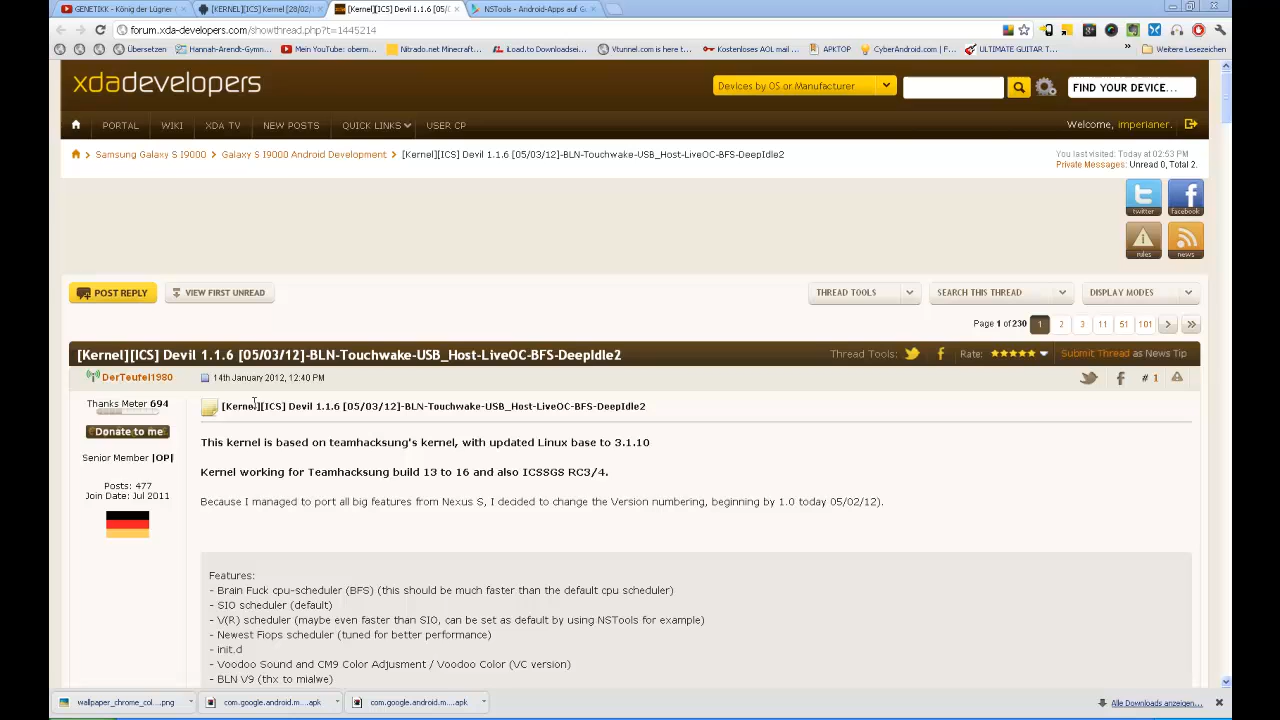 GENETIKK - König der Lügner
[KERNEL][ICS] Kernel [28/02/
[Kernel][ICS] Devil 1.1.6 [05/
NSTools - Android-Apps auf G
forum.xda-developers.com/showthread.php?t=1445214
Übersetzen
Hannah-Arendt-Gymn...
Mein YouTube: oberm...
Nitrado.net Minecraft...
iLoad.to Downloadsei...
Vtunnel.com is here t...
Kostenloses AOL mail ...
APKTOP
CyberAndroid.com | F...
ULTIMATE GUITAR T...
»
Weitere Lesezeichen
xdadevelopers
Devices by OS or Manufacturer
FIND YOUR DEVICE...
PORTAL
WIKI
XDA TV
NEW POSTS
QUICK LINKS
USER CP
Welcome, imperianer.
Samsung Galaxy S I9000 > Galaxy S I9000 Android Development > [Kernel][ICS] Devil 1.1.6 [05/03/12]-BLN-Touchwake-USB_Host-LiveOC-BFS-DeepIdle2
You last visited: Today at 02:53 PM
Private Messages: Unread 0, Total 2.
twitter
facebook
rules
news
POST REPLY
VIEW FIRST UNREAD
THREAD TOOLS
SEARCH THIS THREAD
DISPLAY MODES
Page 1 of 230 1 2 3 11 51 101 > »
[Kernel][ICS] Devil 1.1.6 [05/03/12]-BLN-Touchwake-USB_Host-LiveOC-BFS-DeepIdle2
Thread Tools:
Rate: ★★★★★
Submit Thread as News Tip
DerTeufel1980
14th January 2012, 12:40 PM
# 1
Thanks Meter 694
Donate to me
Senior Member [OP]
Posts: 477
Join Date: Jul 2011
[Kernel][ICS] Devil 1.1.6 [05/03/12]-BLN-Touchwake-USB_Host-LiveOC-BFS-DeepIdle2
This kernel is based on teamhacksung's kernel, with updated Linux base to 3.1.10
Kernel working for Teamhacksung build 13 to 16 and also ICSSGS RC3/4.
Because I managed to port all big features from Nexus S, I decided to change the Version numbering, beginning by 1.0 today 05/02/12).
Features:
- Brain Fuck cpu-scheduler (BFS) (this should be much faster than the default cpu scheduler)
- SIO scheduler (default)
- V(R) scheduler (maybe even faster than SIO, can be set as default by using NSTools for example)
- Newest Fiops scheduler (tuned for better performance)
- init.d
- Voodoo Sound and CM9 Color Adjusment / Voodoo Color (VC version)
- BLN V9 (thx to mialwe)
wallpaper_chrome_col....png
com.google.android.m....apk
com.google.android.m....apk
Alle Downloads anzeigen...